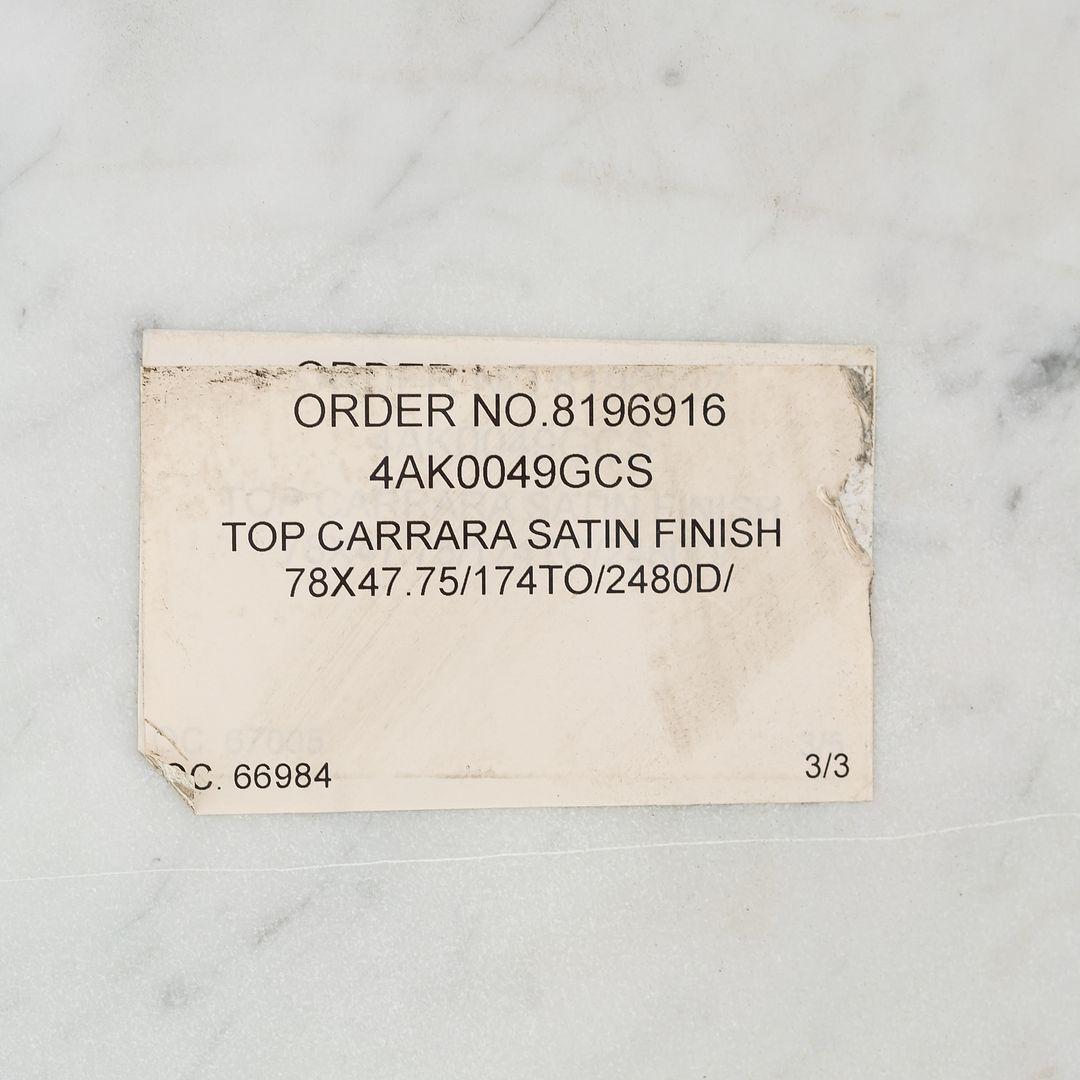 ORDER NO.8196916
4AK0049GCS
TOP CARRARA SATIN FINISH
78X47.75/174TO/2480D/
C. 66984
3/3